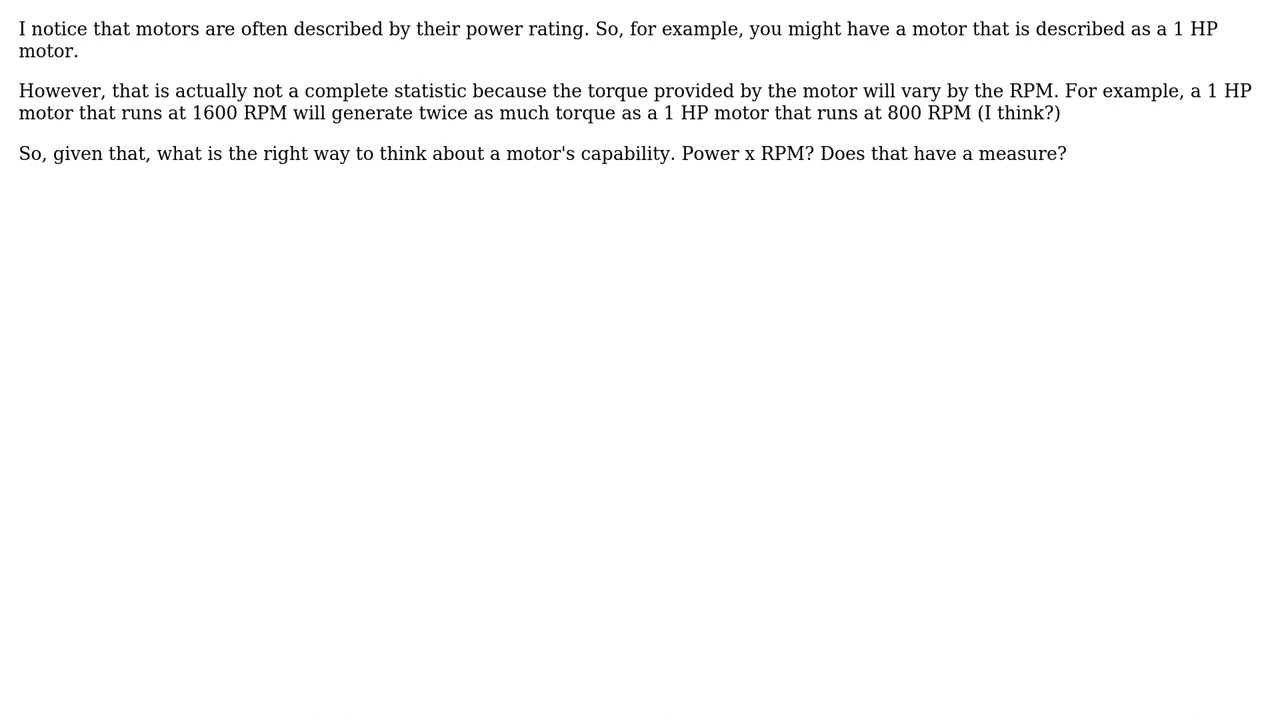 I notice that motors are often described by their power rating. So, for example, you might have a motor that is described as a 1 HP
motor.
However, that is actually not a complete statistic because the torque provided by the motor will vary by the RPM. For example, a 1 HP
motor that runs at 1600 RPM will generate twice as much torque as a 1 HP motor that runs at 800 RPM (I think?)
So, given that, what is the right way to think about a motor's capability. Power x RPM? Does that have a measure?